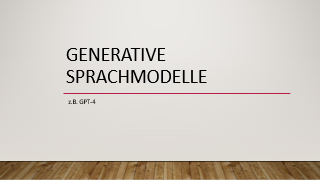 GENERATIVE
SPRACHMODELLE
z.B. GPT-4